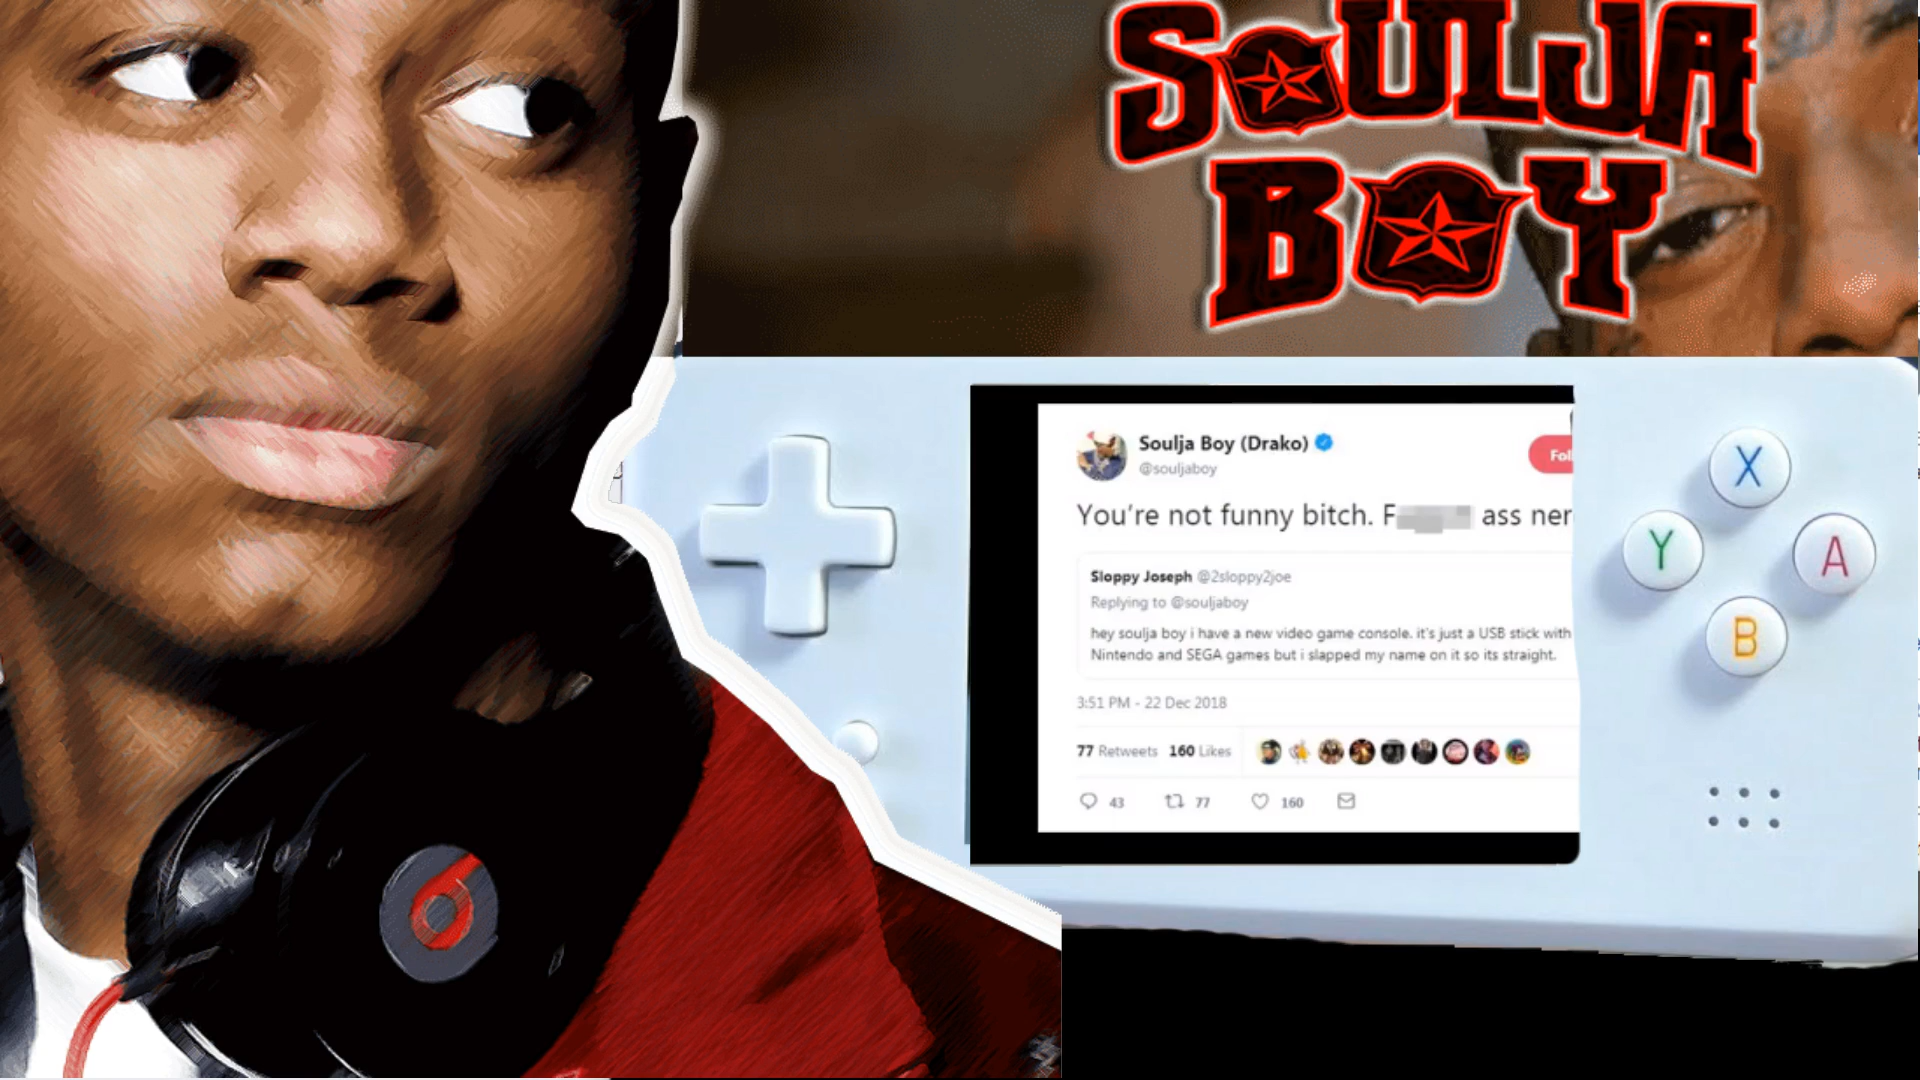 SOULJA
BOY
Soulja Boy (Drako)
@souljaboy
Fol
You're not funny bitch. F ass ner
Sloppy Joseph @2sloppy2joe
Replying to @souljaboy
hey soulja boy i have a new video game console. it's just a USB stick with
Nintendo and SEGA games but i slapped my name on it so its straight.
3:51 PM - 22 Dec 2018
77 Retweets 160 Likes
43 77 160
X
Y A
B